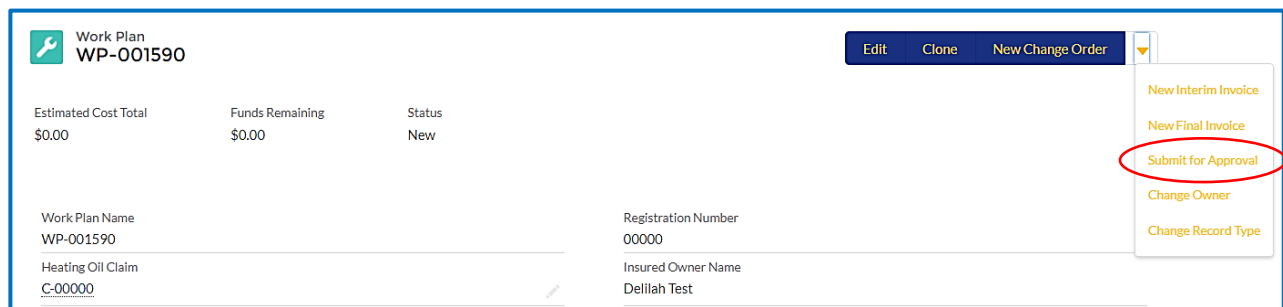 Work Plan
WP-001590
Edit Clone New Change Order
New Interim Invoice
New Final Invoice
Submit for Approval
Change Owner
Change Record Type
Estimated Cost Total Funds Remaining Status
$0.00 $0.00 New
Work Plan Name Registration Number
WP-001590 00000
Heating Oil Claim Insured Owner Name
C-00000 Delilah Test